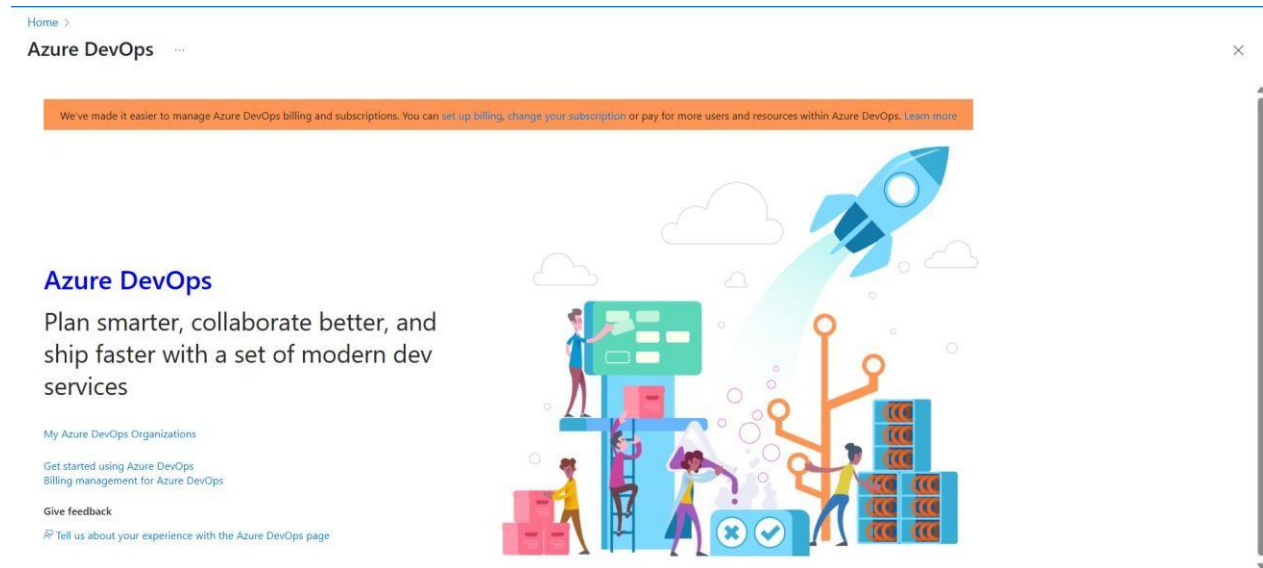 Home >
Azure DevOps ...
We've made it easier to manage Azure DevOps billing and subscriptions. You can set up billing, change your subscription or pay for more users and resources within Azure DevOps. Learn more
Azure DevOps
Plan smarter, collaborate better, and
ship faster with a set of modern dev
services
My Azure DevOps Organizations
Get started using Azure DevOps
Billing management for Azure DevOps
Give feedback
Tell us about your experience with the Azure DevOps page